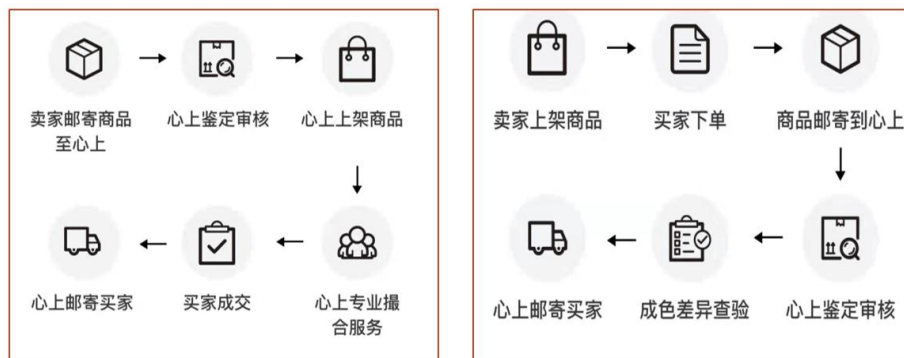 卖家邮寄商品
至心上
心上鉴定审核
心上上架商品
心上专业撮
合服务
买家成交
心上邮寄买家
卖家上架商品
买家下单
商品邮寄到心上
心上鉴定审核
成色差异查验
心上邮寄买家